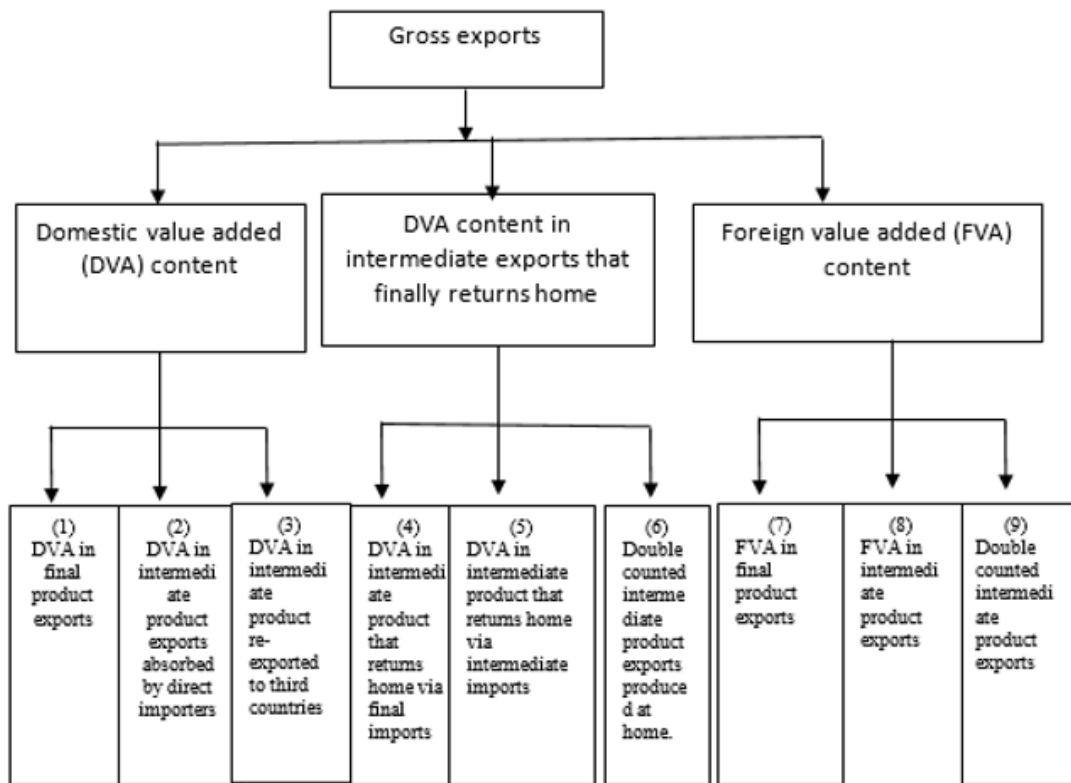 Gross exports
Domestic value added
(DVA) content
DVA content in
intermediate exports that
finally returns home
Foreign value added (FVA)
content
(1)
DVA in
final
product
exports
(2)
DVA in
intermedi
ate
product
exports
absorbed
by direct
importers
(3)
DVA in
intermedi
ate
product
re-
exported
to third
countries
(4)
DVA in
intermedi
ate
product
that
returns
home via
final
imports
(5)
DVA in
intermediate
product that
returns home
via
intermediate
imports
(6)
Double
counted
interme
diate
product
exports
produce
d at
home.
(7)
FVA in
final
product
exports
(8)
FVA in
intermedi
ate
product
exports
(9)
Double
counted
intermedi
ate
product
exports